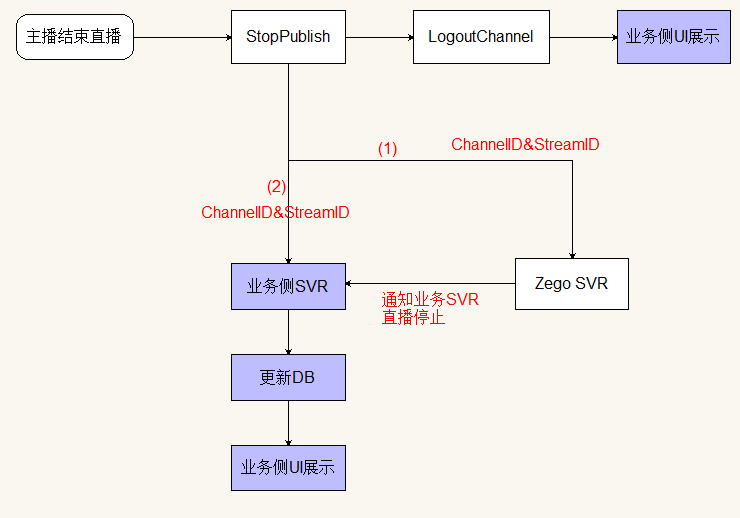 主播结束直播
StopPublish
LogoutChannel
业务侧UI展示
(1)
ChannelID&StreamID
(2)
ChannelID&StreamID
业务侧SVR
通知业务SVR
直播停止
Zego SVR
更新DB
业务侧UI展示